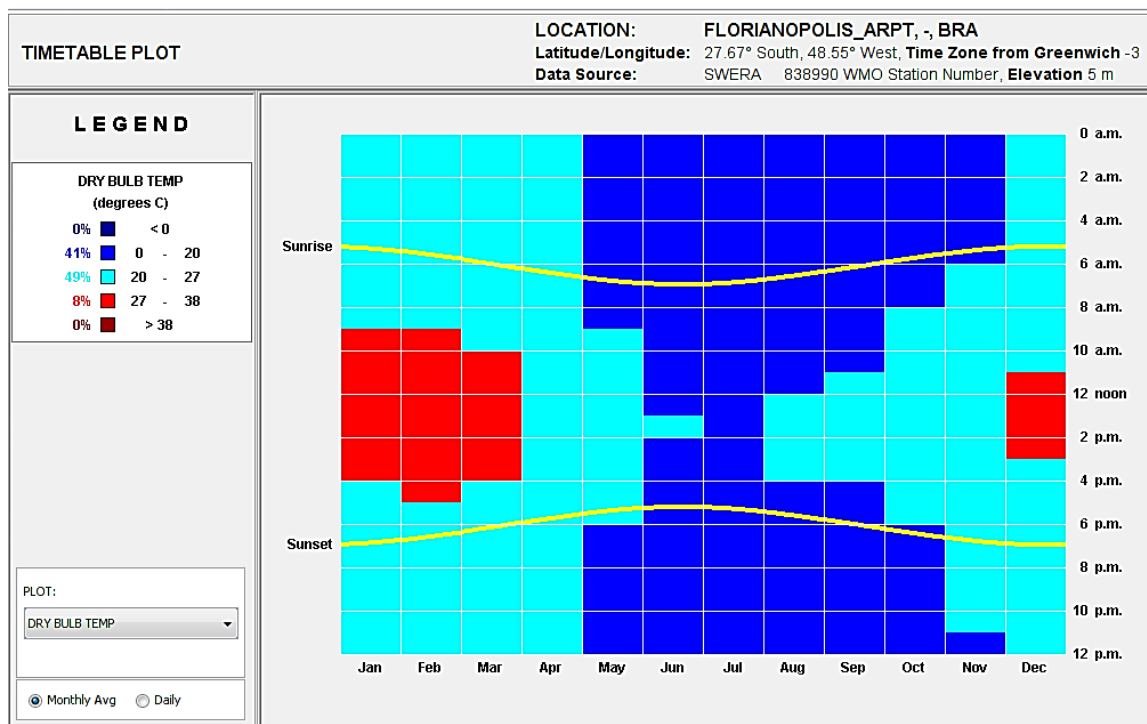 TIMETABLE PLOT
LOCATION: FLORIANOPOLIS_ARPT, -, BRA
Latitude/Longitude: 27.67° South, 48.55° West, Time Zone from Greenwich -3
Data Source: SWERA 838990 WMO Station Number, Elevation 5 m
LEGEND
DRY BULB TEMP
(degrees C)
0% < 0
41% 0 - 20
49% 20 - 27
8% 27 - 38
0% > 38
PLOT:
DRY BULB TEMP
Monthly Avg Daily
Sunrise
Sunset
0 a.m.
2 a.m.
4 a.m.
6 a.m.
8 a.m.
10 a.m.
12 noon
2 p.m.
4 p.m.
6 p.m.
8 p.m.
10 p.m.
12 p.m.
Jan Feb Mar Apr May Jun Jul Aug Sep Oct Nov Dec